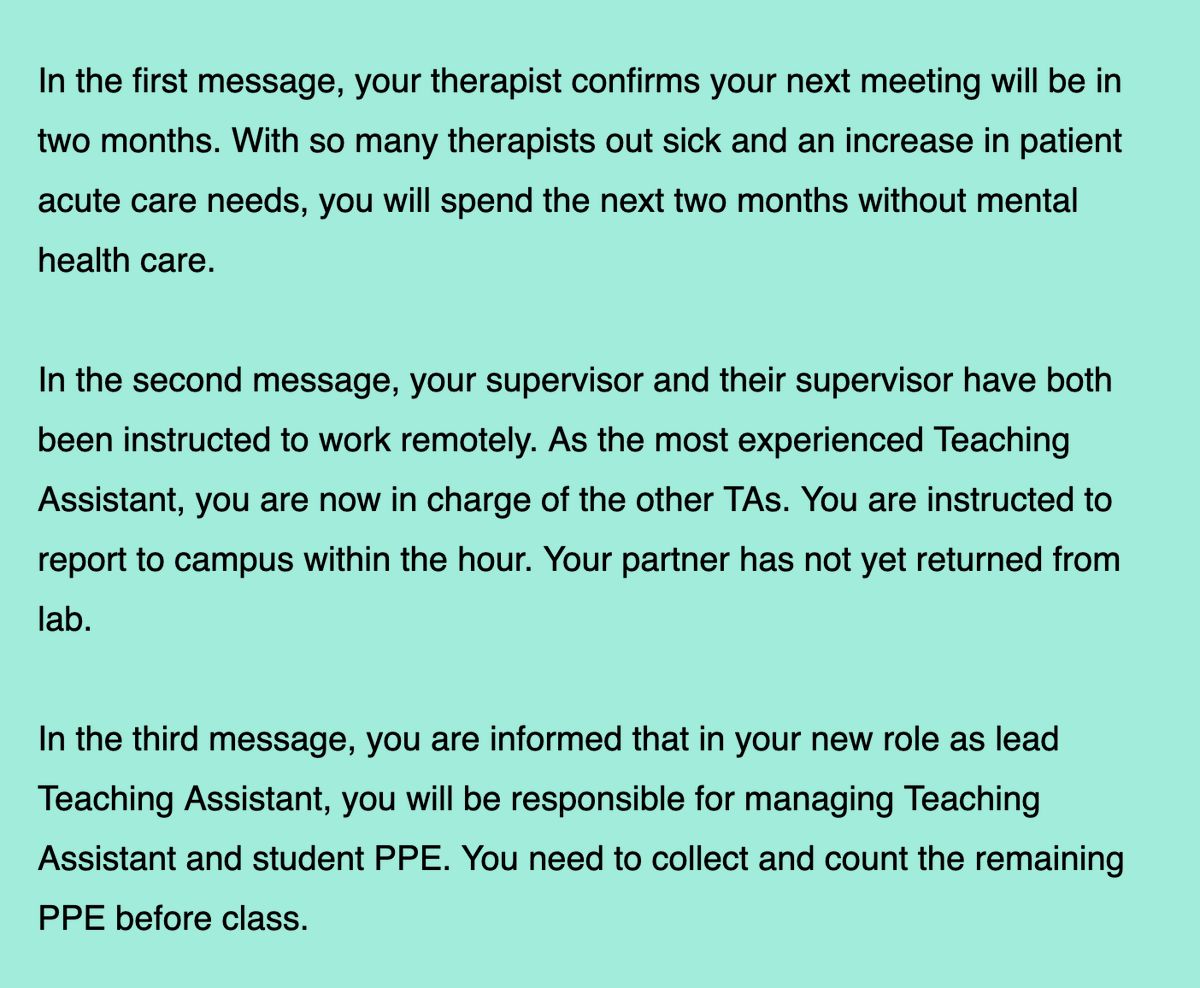 In the first message, your therapist confirms your next meeting will be in
two months. With so many therapists out sick and an increase in patient
acute care needs, you will spend the next two months without mental
health care.
In the second message, your supervisor and their supervisor have both
been instructed to work remotely. As the most experienced Teaching
Assistant, you are now in charge of the other TAs. You are instructed to
report to campus within the hour. Your partner has not yet returned from
lab.
In the third message, you are informed that in your new role as lead
Teaching Assistant, you will be responsible for managing Teaching
Assistant and student PPE. You need to collect and count the remaining
PPE before class.